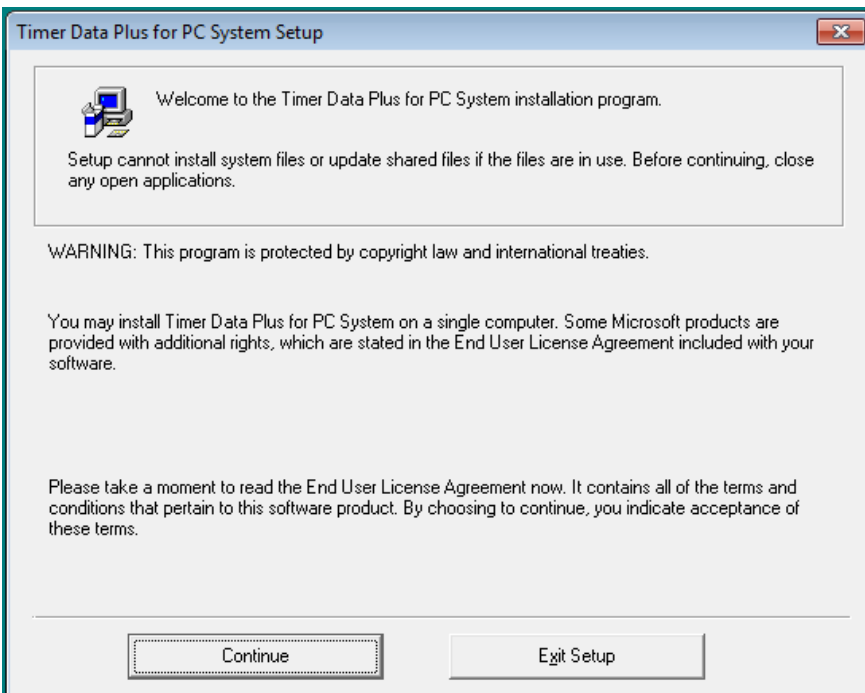 Timer Data Plus for PC System Setup
Welcome to the Timer Data Plus for PC System installation program.
Setup cannot install system files or update shared files if the files are in use. Before continuing, close
any open applications.
WARNING: This program is protected by copyright law and international treaties.
You may install Timer Data Plus for PC System on a single computer. Some Microsoft products are
provided with additional rights, which are stated in the End User License Agreement included with your
software.
Please take a moment to read the End User License Agreement now. It contains all of the terms and
conditions that pertain to this software product. By choosing to continue, you indicate acceptance of
these terms.
Continue
Exit Setup